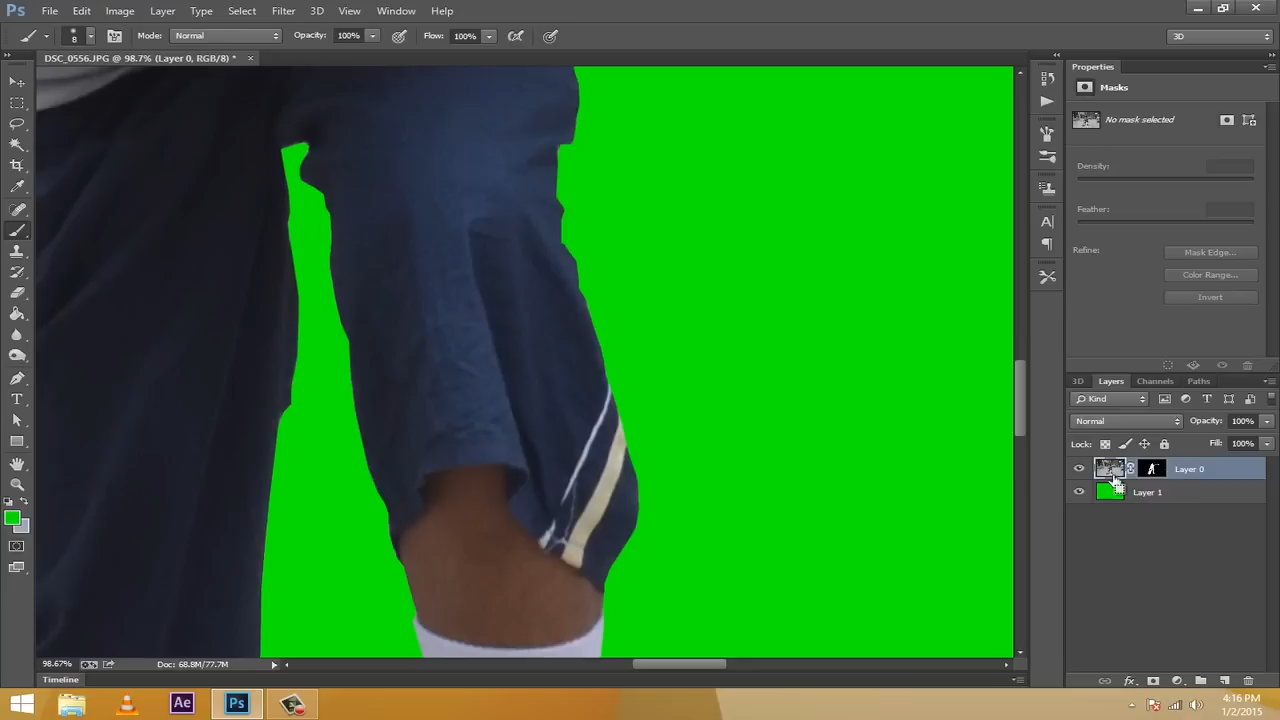 Ps File Edit Image Layer Type Select Filter 3D View Window Help
8 Mode: Normal Opacity: 100% Flow: 100% 3D
DSC_0556.JPG @ 98.7% (Layer 0, RGB/8) * ×
Properties
Masks
No mask selected
Density:
Feather:
Refine:
Mask Edge...
Color Range...
Invert
3D Layers Channels Paths
Kind
Normal Opacity: 100%
Lock: Fill: 100%
Layer 0
Layer 1
98.67% Doc: 68.8M/77.7M
Timeline
Ae Ps
4:16 PM
1/2/2015